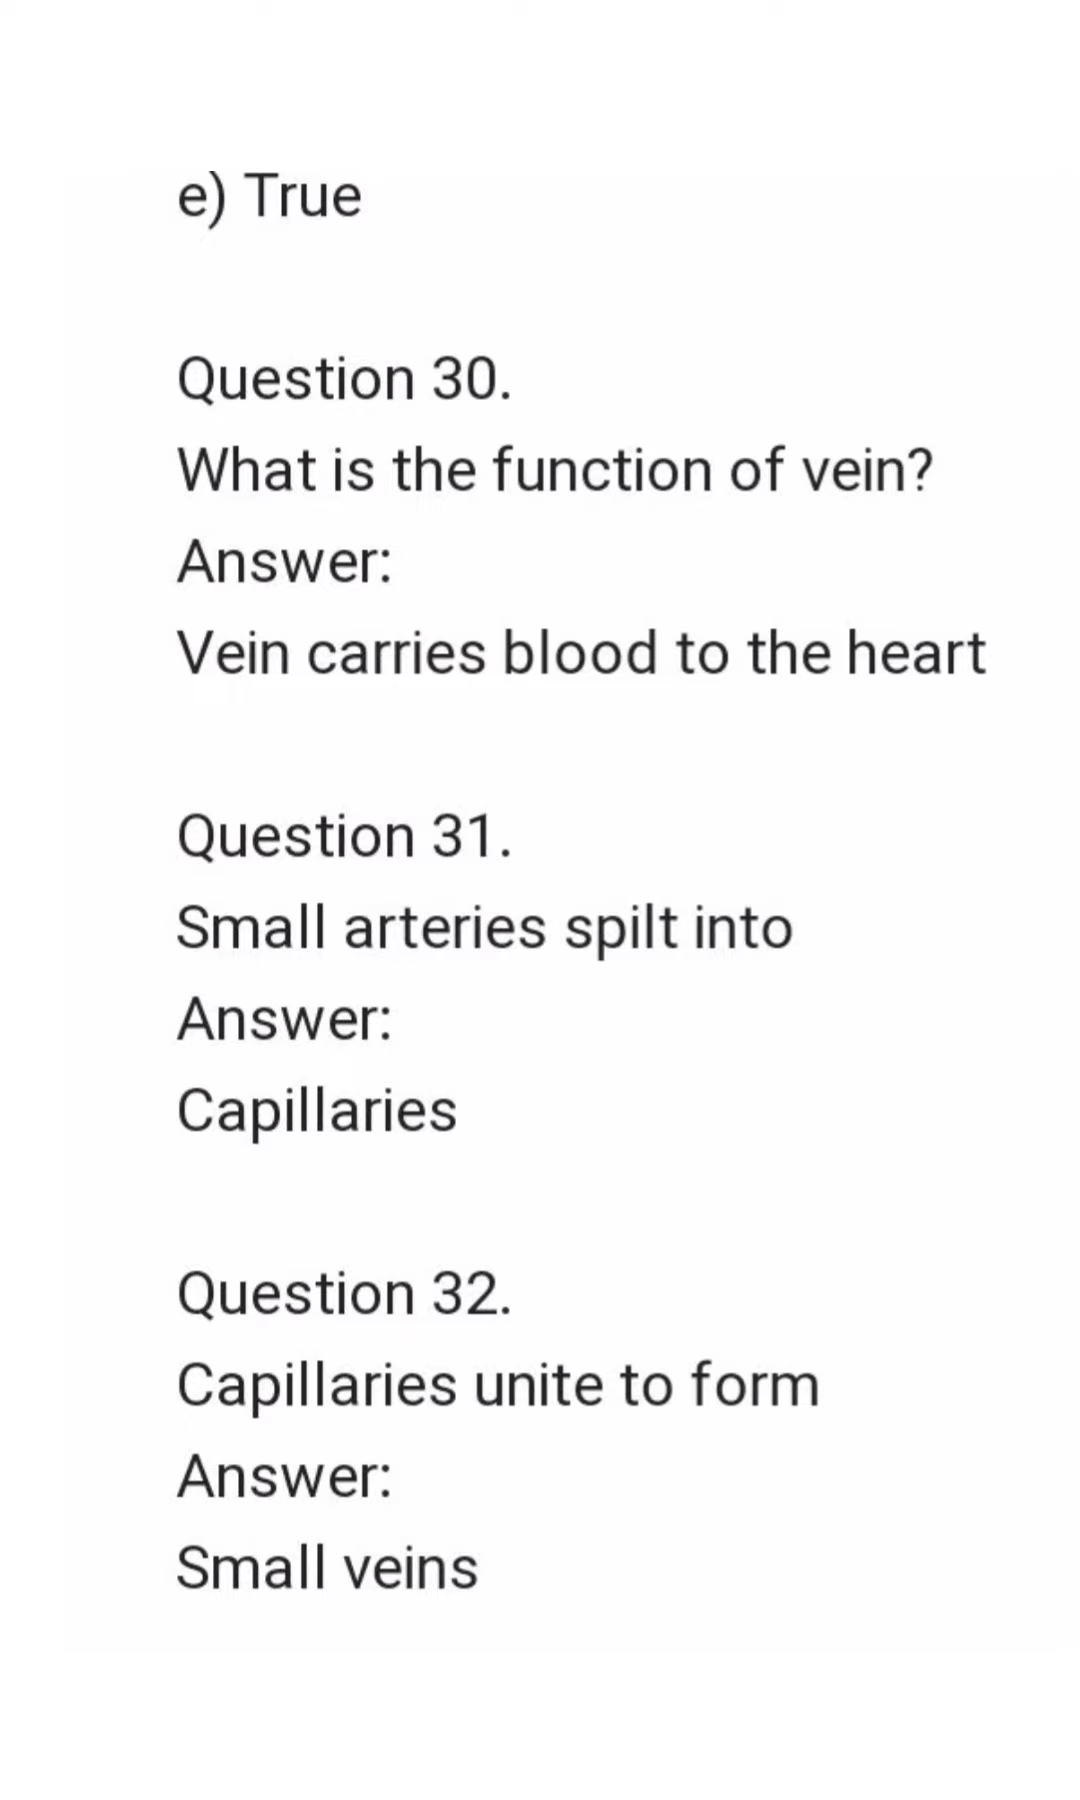 e) True
Question 30.
What is the function of vein?
Answer:
Vein carries blood to the heart
Question 31.
Small arteries spilt into
Answer:
Capillaries
Question 32.
Capillaries unite to form
Answer:
Small veins